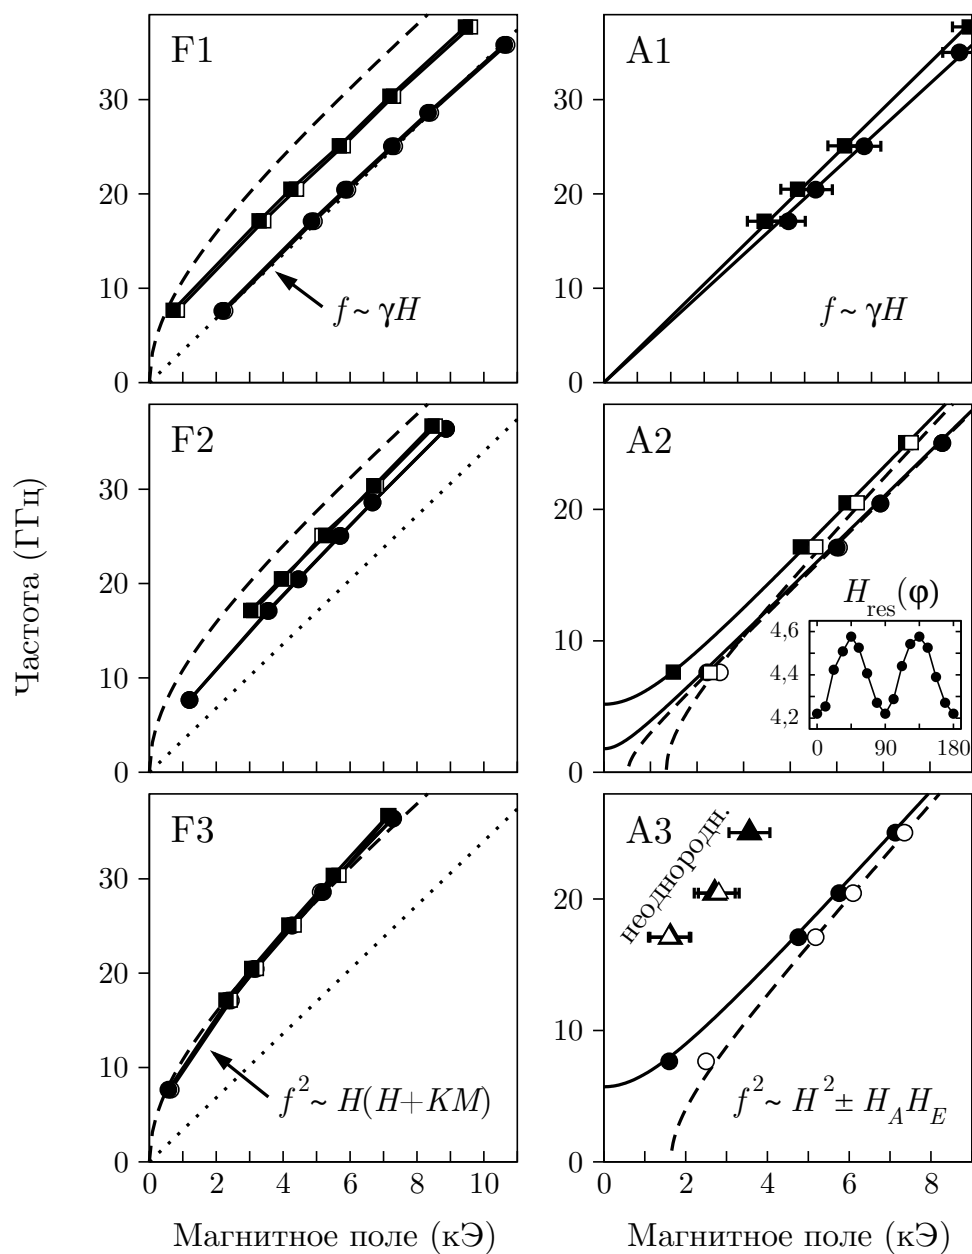 F1
30
20
10
0
f ~ γH
A1
30
20
10
0
f ~ γH
Частота (ГГц)
F2
30
20
10
0
A2
20
10
0
H_res(φ)
4,6
4,4
4,2
0 90 180
F3
30
20
10
0
f² ~ H(H+KM)
0 2 4 6 8 10
Магнитное поле (кЭ)
A3
неоднородн.
20
10
0
f² ~ H² ± H_A H_E
0 2 4 6 8
Магнитное поле (кЭ)